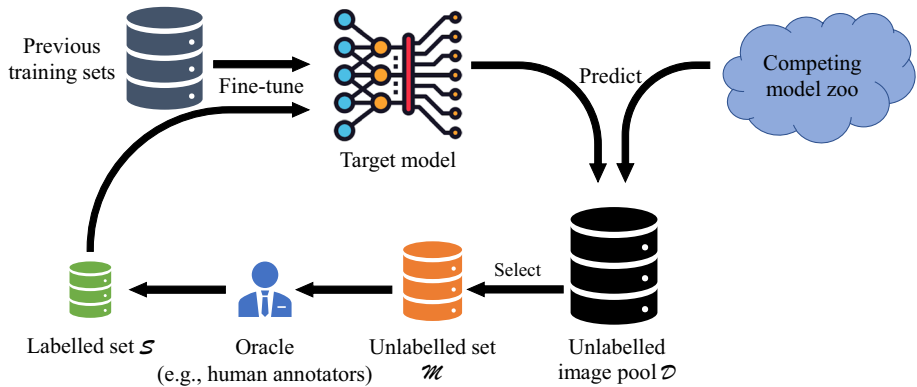 Previous
training sets
Fine-tune
Target model
Predict
Competing
model zoo
Select
Labelled set 𝓢
Oracle
(e.g., human annotators)
Unlabelled set
𝓜
Unlabelled
image pool 𝓓